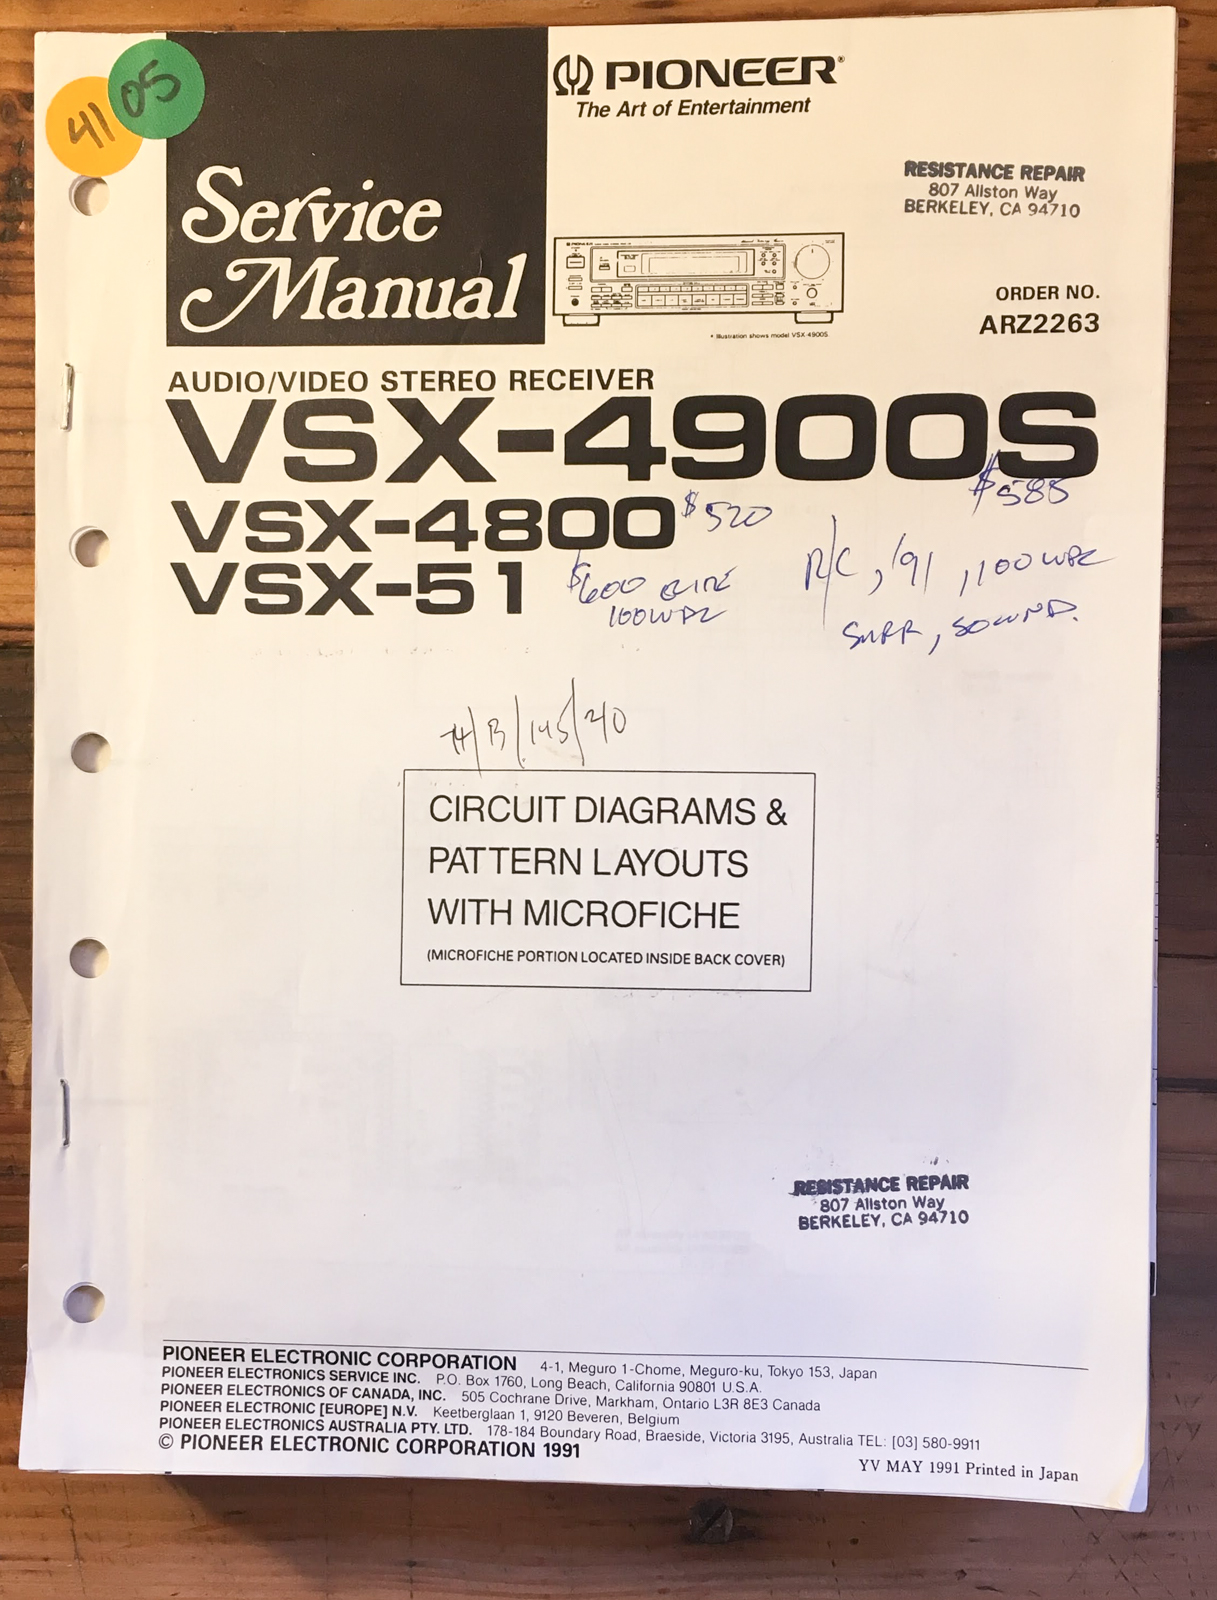 41
05
PIONEER®
The Art of Entertainment
Service
Manual
RESISTANCE REPAIR
807 Allston Way
BERKELEY, CA 94710
PIONEER
• Illustration shows model VSX-4900S
ORDER NO.
ARZ2263
AUDIO/VIDEO STEREO RECEIVER
VSX-4900S
$588
VSX-4800
$520
VSX-51
$600 ELITE
100WPC
R/C, '91, 100WPC
SURR, SOUND.
CIRCUIT DIAGRAMS &
PATTERN LAYOUTS
WITH MICROFICHE
(MICROFICHE PORTION LOCATED INSIDE BACK COVER)
RESISTANCE REPAIR
807 Allston Way
BERKELEY, CA 94710
PIONEER ELECTRONIC CORPORATION 4-1, Meguro 1-Chome, Meguro-ku, Tokyo 153, Japan
PIONEER ELECTRONICS SERVICE INC. P.O. Box 1760, Long Beach, California 90801 U.S.A.
PIONEER ELECTRONICS OF CANADA, INC. 505 Cochrane Drive, Markham, Ontario L3R 8E3 Canada
PIONEER ELECTRONIC [EUROPE] N.V. Keetberglaan 1, 9120 Beveren, Belgium
PIONEER ELECTRONICS AUSTRALIA PTY. LTD. 178-184 Boundary Road, Braeside, Victoria 3195, Australia TEL: [03] 580-9911
© PIONEER ELECTRONIC CORPORATION 1991
YV MAY 1991 Printed in Japan